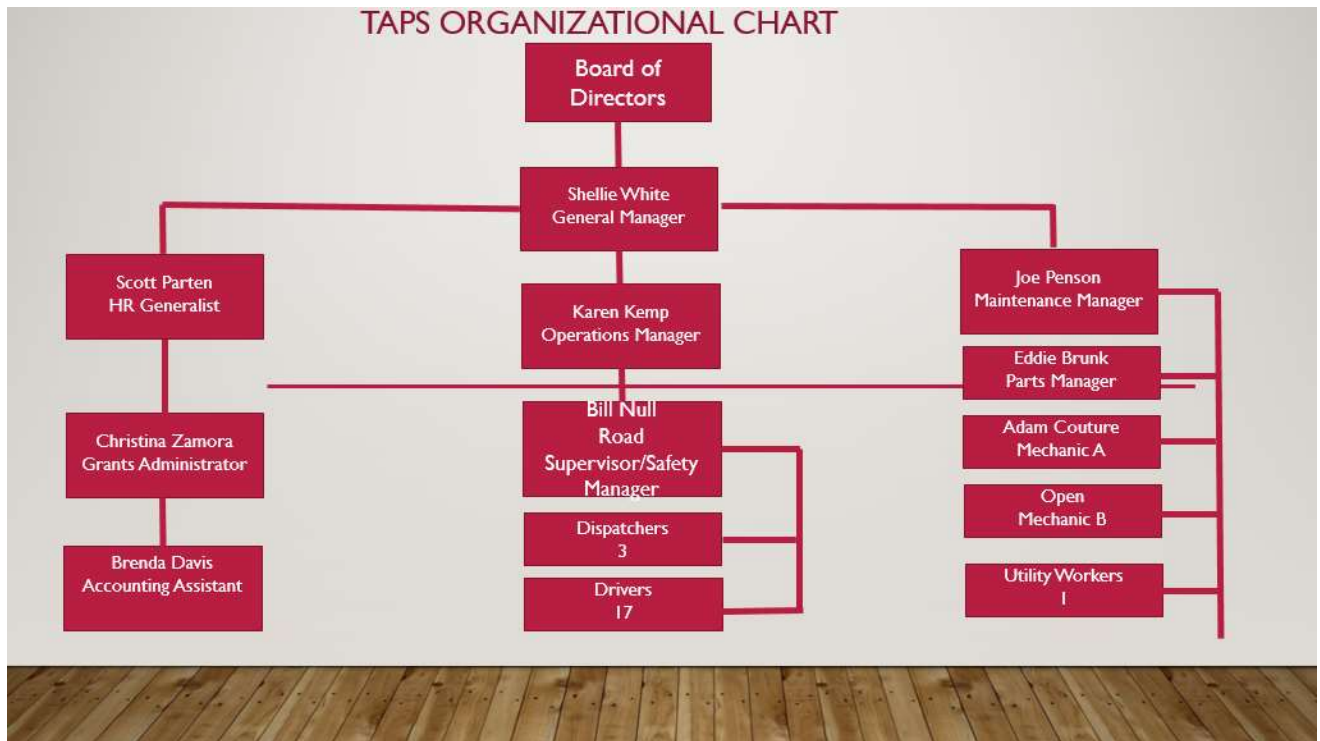 TAPS ORGANIZATIONAL CHART
Board of
Directors
Shellie White
General Manager
Scott Parten
HR Generalist
Karen Kemp
Operations Manager
Joe Penson
Maintenance Manager
Christina Zamora
Grants Administrator
Brenda Davis
Accounting Assistant
Bill Null
Road
Supervisor/Safety
Manager
Dispatchers
3
Drivers
17
Eddie Brunk
Parts Manager
Adam Couture
Mechanic A
Open
Mechanic B
Utility Workers
1